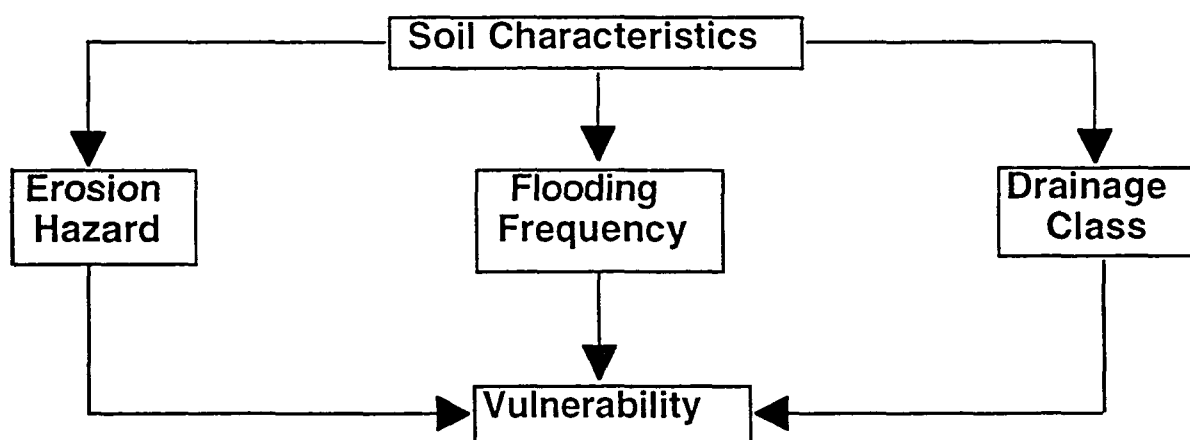 Soil Characteristics
Erosion
Hazard
Flooding
Frequency
Drainage
Class
Vulnerability